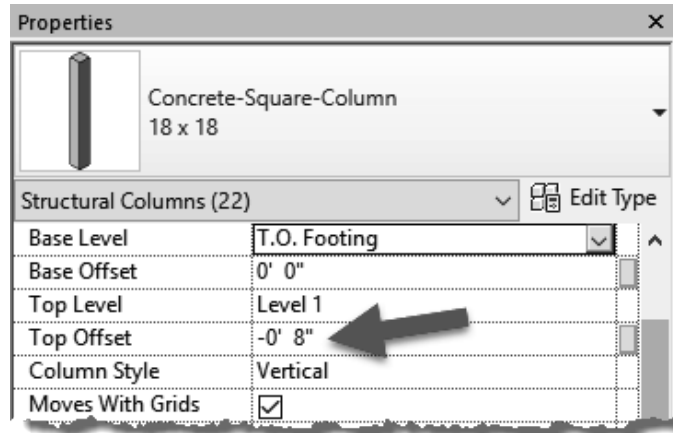 Properties
Concrete-Square-Column
18 x 18
Structural Columns (22)
Edit Type
Base Level T.O. Footing
Base Offset 0' 0"
Top Level Level 1
Top Offset -0' 8"
Column Style Vertical
Moves With Grids